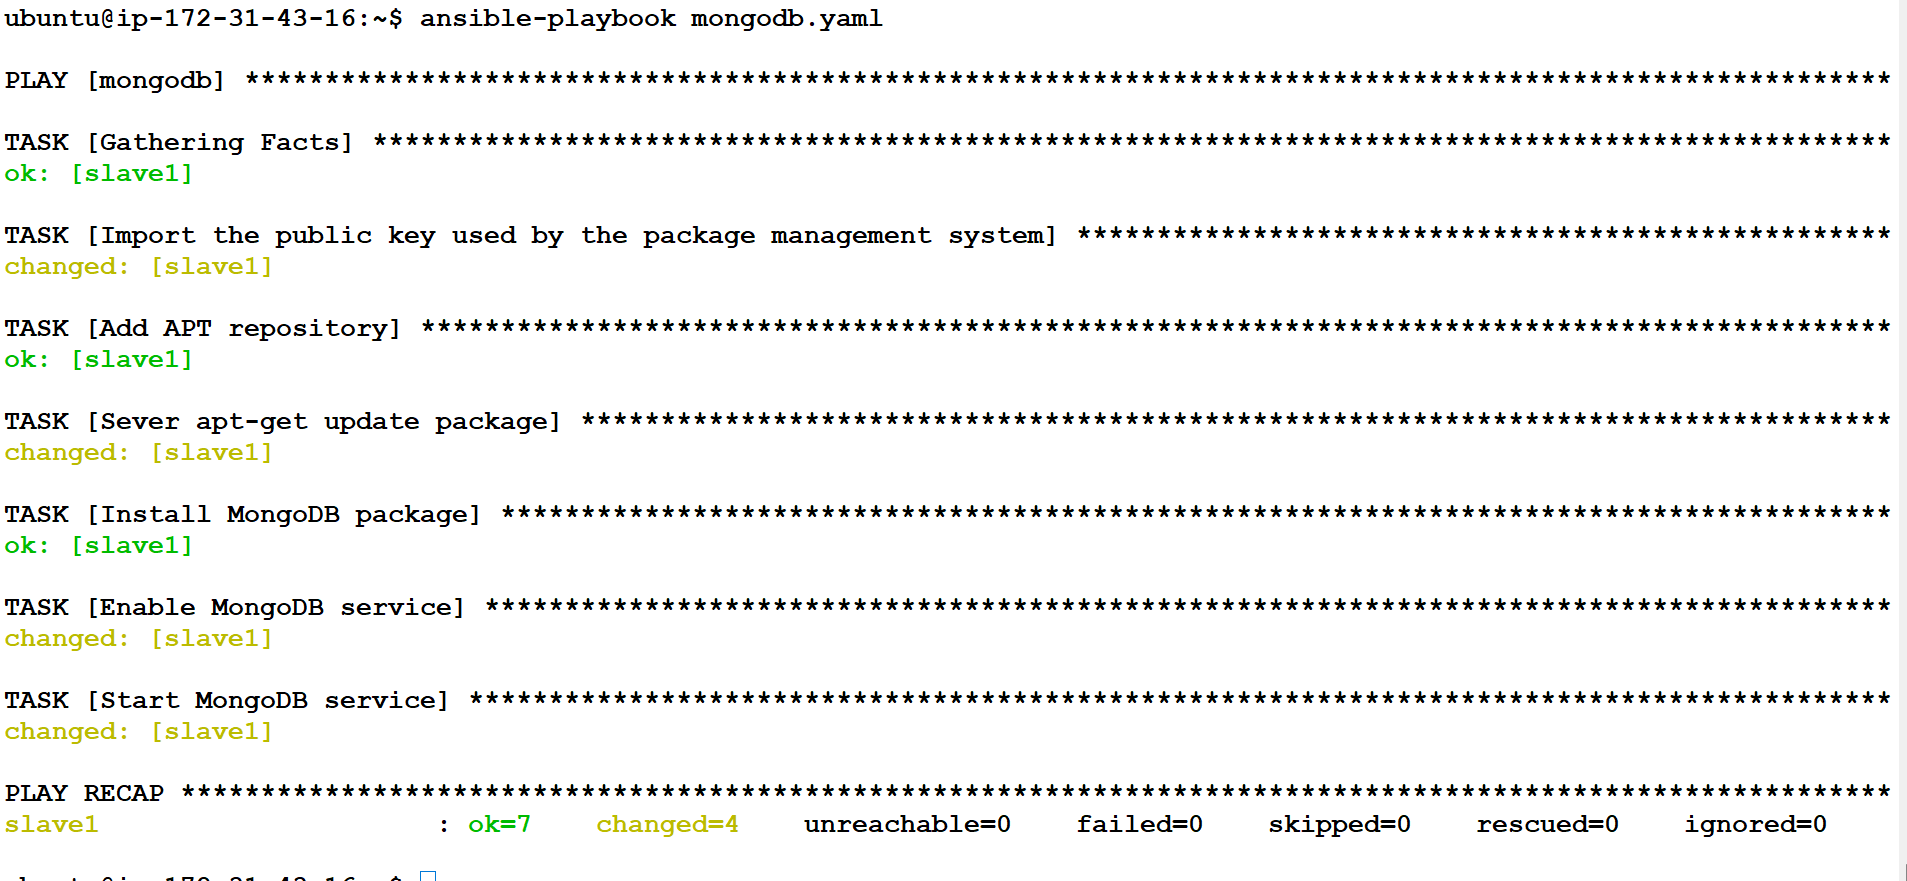 ubuntu@ip-172-31-43-16:~$ ansible-playbook mongodb.yaml
PLAY [mongodb] *******************************************************************************************************
TASK [Gathering Facts] ***********************************************************************************************
ok: [slave1]
TASK [Import the public key used by the package management system] ***************************************************
changed: [slave1]
TASK [Add APT repository] ********************************************************************************************
ok: [slave1]
TASK [Sever apt-get update package] **********************************************************************************
changed: [slave1]
TASK [Install MongoDB package] ***************************************************************************************
ok: [slave1]
TASK [Enable MongoDB service] ****************************************************************************************
changed: [slave1]
TASK [Start MongoDB service] *****************************************************************************************
changed: [slave1]
PLAY RECAP ***********************************************************************************************************
slave1                     : ok=7    changed=4    unreachable=0    failed=0    skipped=0    rescued=0    ignored=0